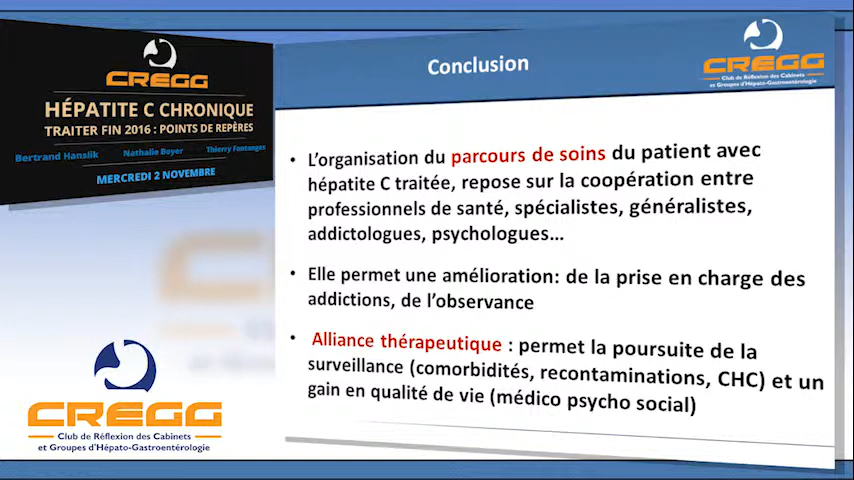 CREGG
HÉPATITE C CHRONIQUE
TRAITER FIN 2016 : POINTS DE REPÈRES
Bertrand Hanslik Nathalie Boyer Thierry Fontanges
MERCREDI 2 NOVEMBRE
Conclusion
CREGG
Club de Réflexion des Cabinets
et Groupes d'Hépato-Gastroentérologie
• L'organisation du parcours de soins du patient avec
hépatite C traitée, repose sur la coopération entre
professionnels de santé, spécialistes, généralistes,
addictologues, psychologues...
• Elle permet une amélioration: de la prise en charge des
addictions, de l'observance
• Alliance thérapeutique : permet la poursuite de la
surveillance (comorbidités, recontaminations, CHC) et un
gain en qualité de vie (médico psycho social)
CREGG
Club de Réflexion des Cabinets
et Groupes d'Hépato-Gastroentérologie